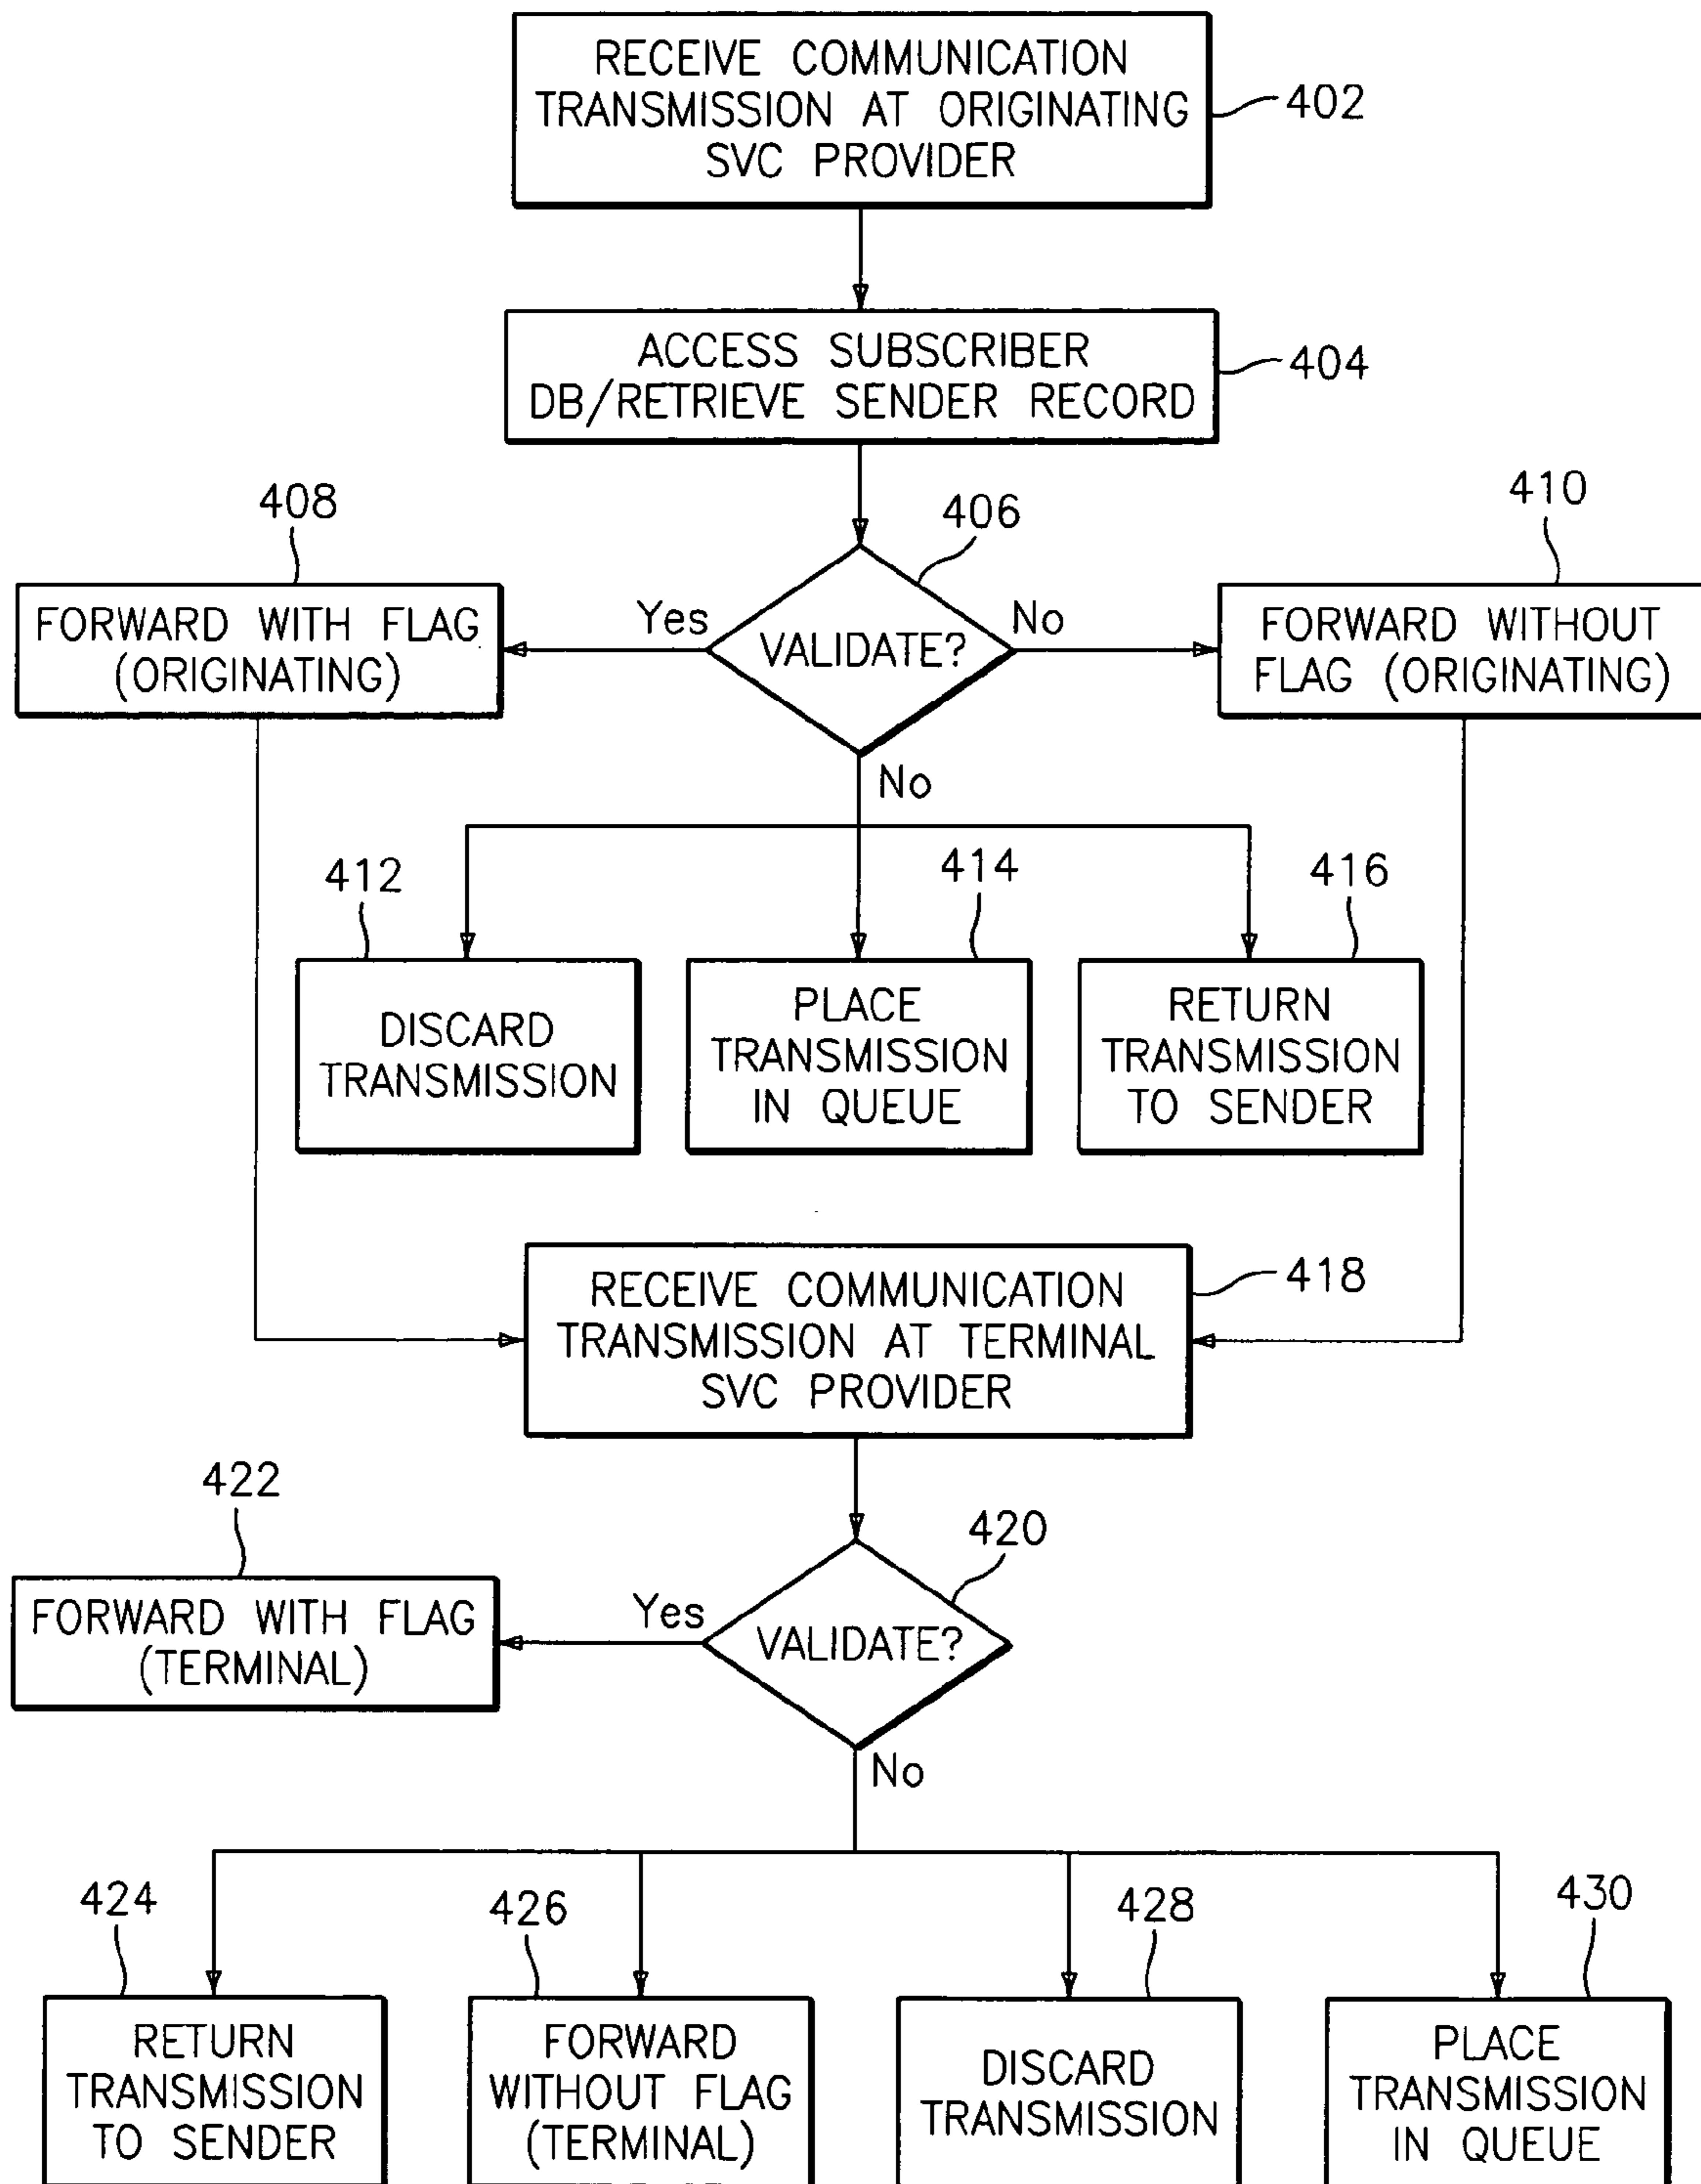 RECEIVE COMMUNICATION
TRANSMISSION AT ORIGINATING
SVC PROVIDER
402
ACCESS SUBSCRIBER
DB/RETRIEVE SENDER RECORD
404
408
406
410
FORWARD WITH FLAG
(ORIGINATING)
Yes
VALIDATE?
No
FORWARD WITHOUT
FLAG (ORIGINATING)
No
412
414
416
DISCARD
TRANSMISSION
PLACE
TRANSMISSION
IN QUEUE
RETURN
TRANSMISSION
TO SENDER
RECEIVE COMMUNICATION
TRANSMISSION AT TERMINAL
SVC PROVIDER
418
422
420
FORWARD WITH FLAG
(TERMINAL)
Yes
VALIDATE?
No
424
426
428
430
RETURN
TRANSMISSION
TO SENDER
FORWARD
WITHOUT FLAG
(TERMINAL)
DISCARD
TRANSMISSION
PLACE
TRANSMISSION
IN QUEUE